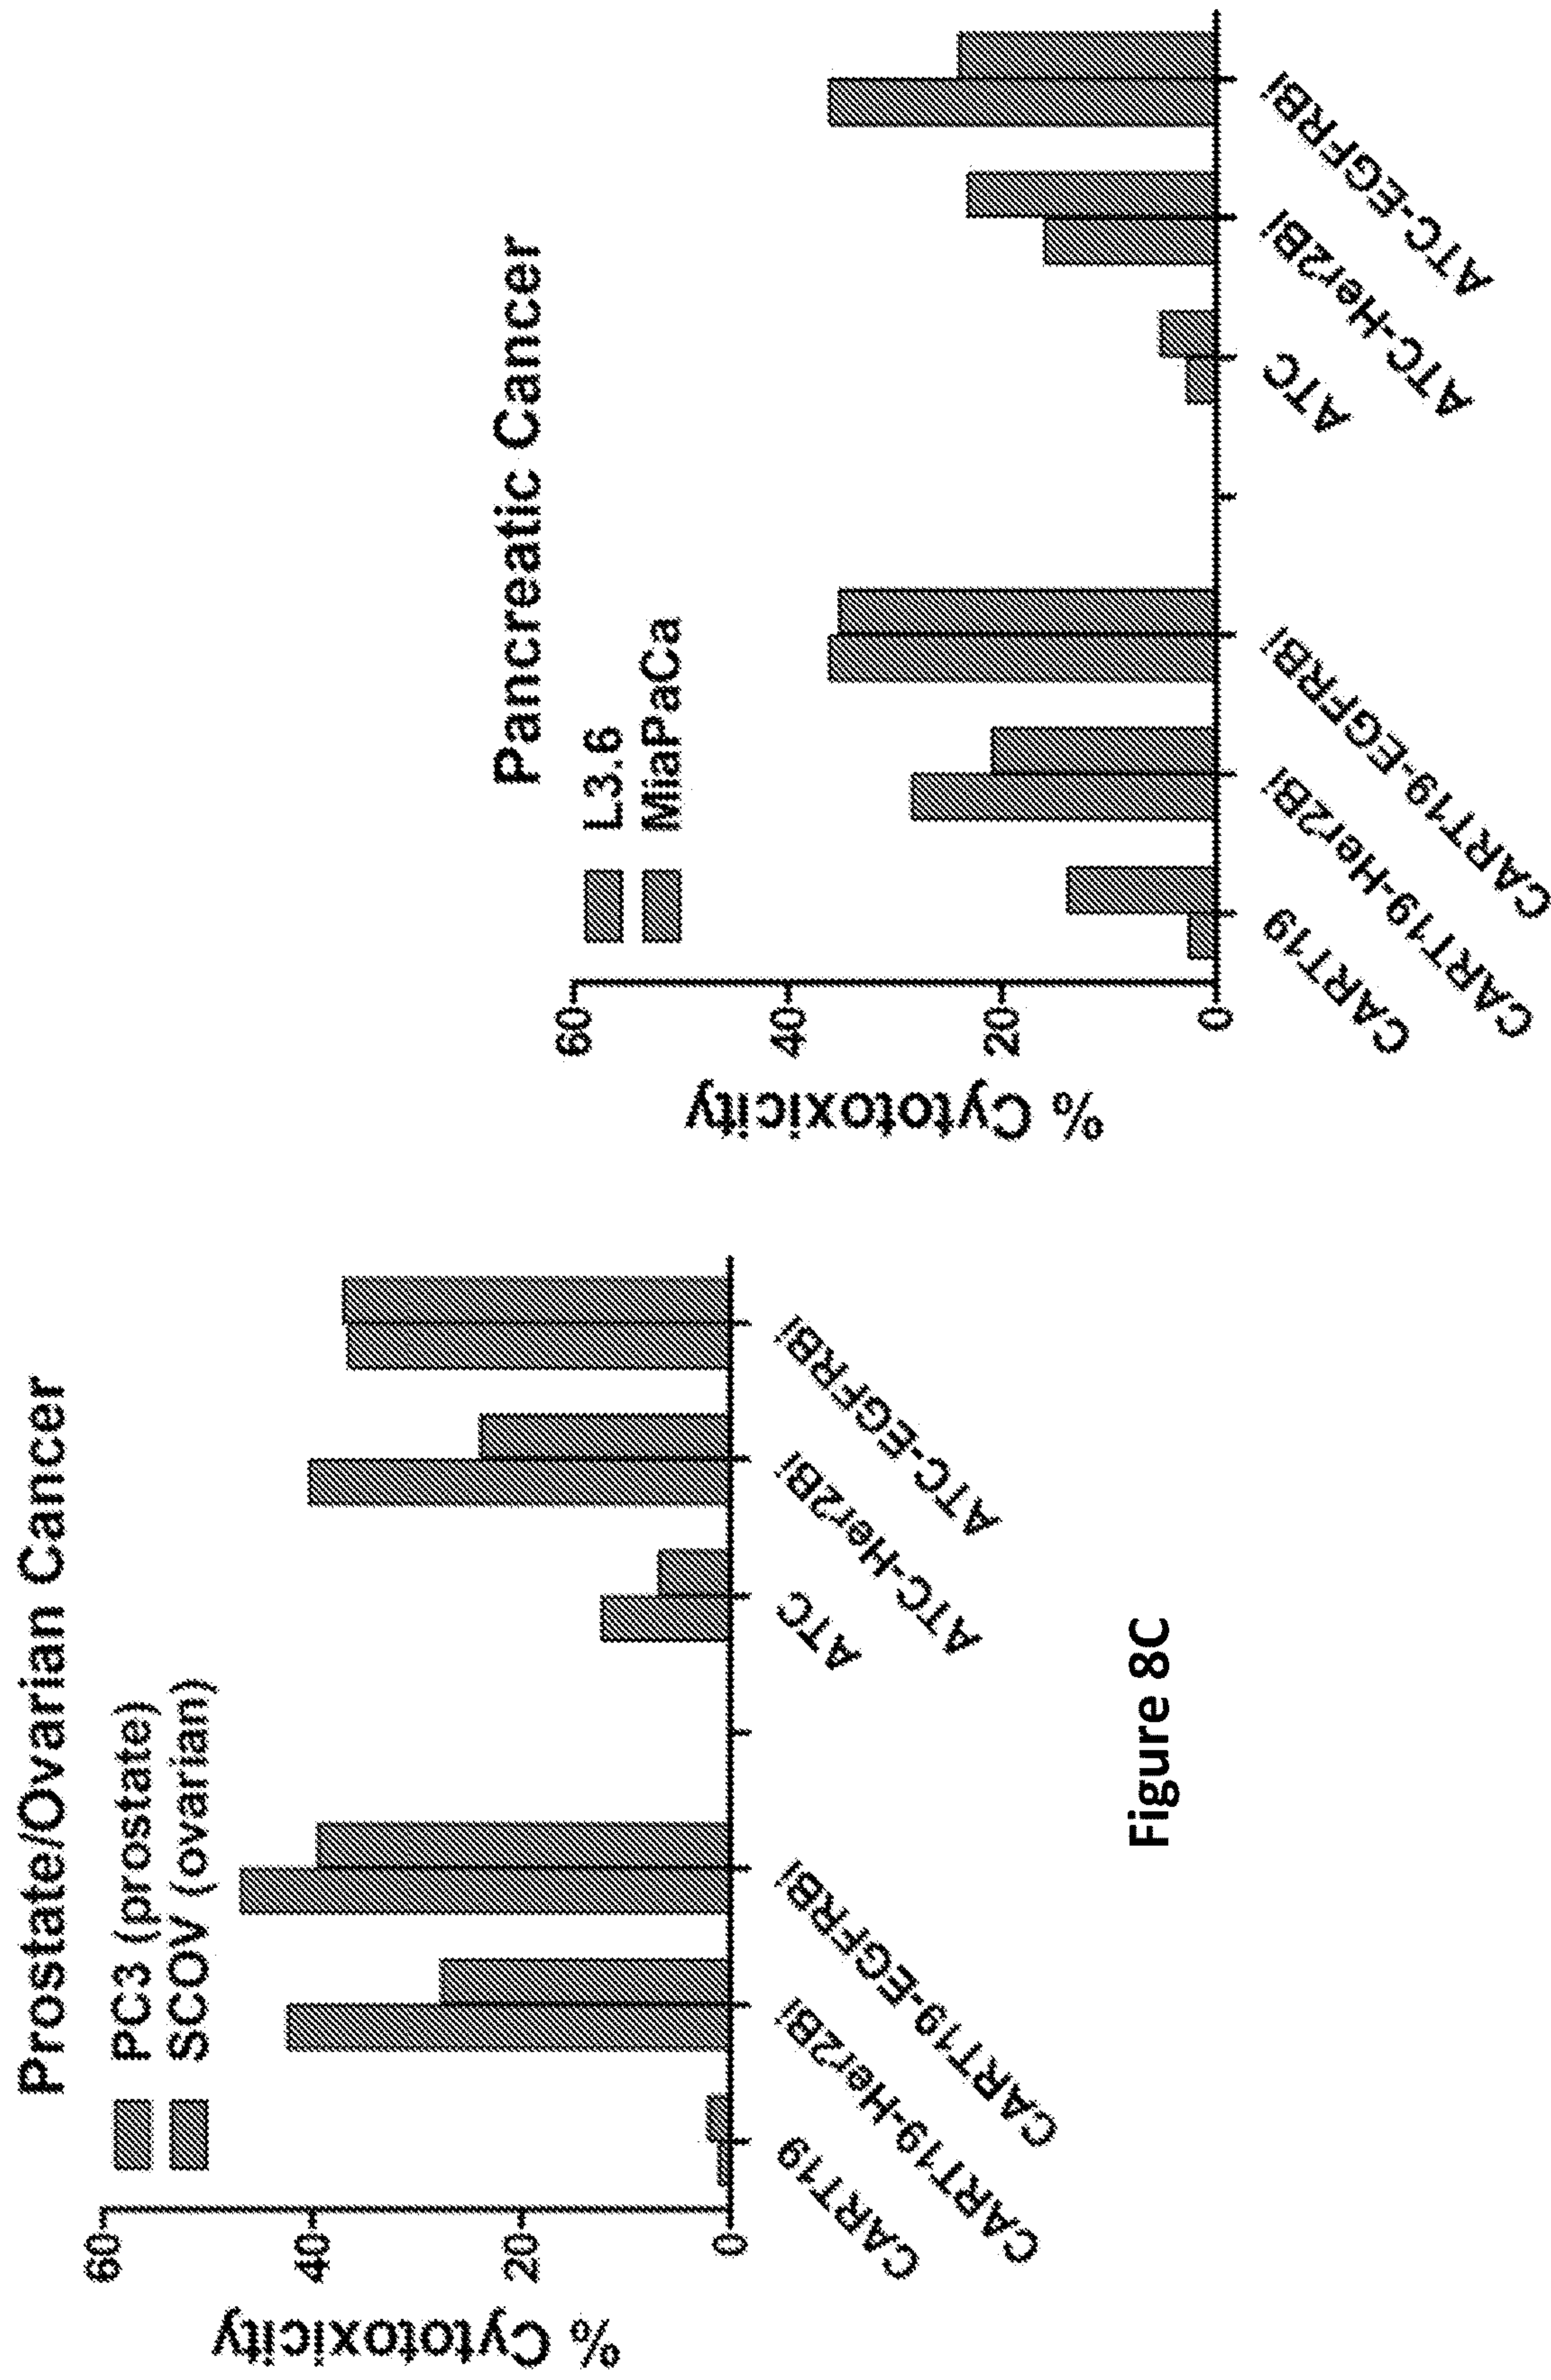 Prostate/Ovarian Cancer
PC3 (prostate)
SCOV (ovarian)
% Cytotoxicity
60
40
20
0
CART19
CART19-Her2Bi
CART19-EGFRBi
ATC
ATC-Her2Bi
ATC-EGFRBi
Pancreatic Cancer
L3.6
MiaPaCa
% Cytotoxicity
60
40
20
0
CART19
CART19-Her2Bi
CART19-EGFRBi
ATC
ATC-Her2Bi
ATC-EGFRBi
Figure 8C